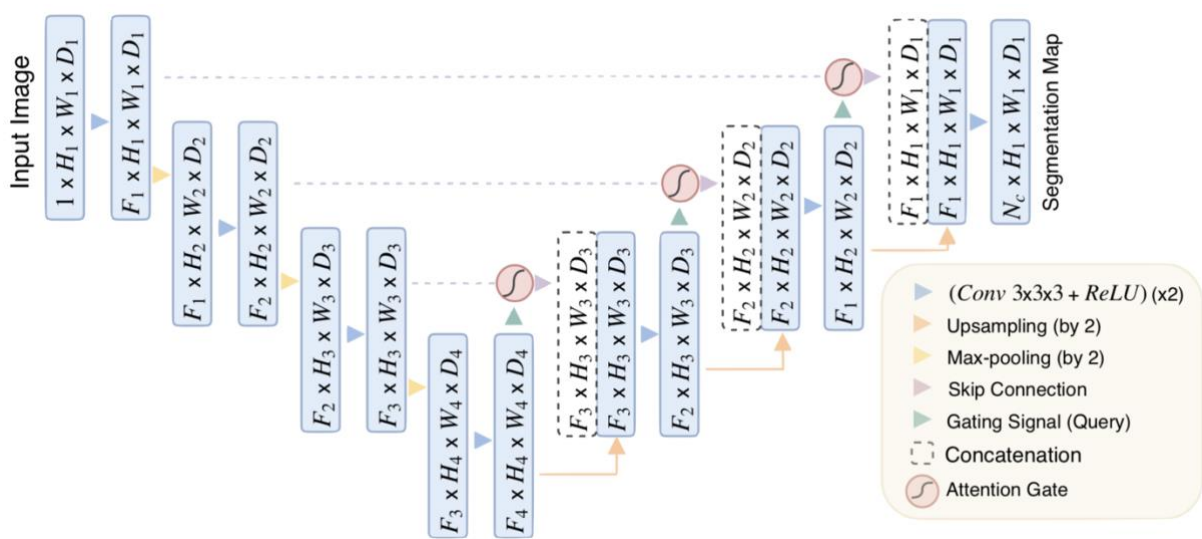 Input Image
1 x H₁ x W₁ x D₁
F₁ x H₁ x W₁ x D₁
F₁ x H₂ x W₂ x D₂
F₂ x H₂ x W₂ x D₂
F₂ x H₃ x W₃ x D₃
F₃ x H₃ x W₃ x D₃
F₃ x H₄ x W₄ x D₄
F₄ x H₄ x W₄ x D₄
F₃ x H₃ x W₃ x D₃
F₃ x H₃ x W₃ x D₃
F₂ x H₃ x W₃ x D₃
F₂ x H₂ x W₂ x D₂
F₂ x H₂ x W₂ x D₂
F₁ x H₂ x W₂ x D₂
F₁ x H₁ x W₁ x D₁
F₁ x H₁ x W₁ x D₁
N꜀ x H₁ x W₁ x D₁
Segmentation Map
(Conv 3x3x3 + ReLU) (x2)
Upsampling (by 2)
Max-pooling (by 2)
Skip Connection
Gating Signal (Query)
Concatenation
Attention Gate